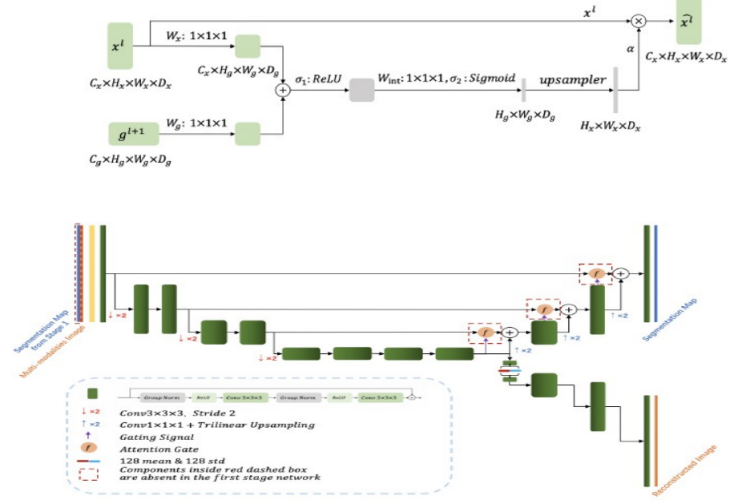 x^l
x^l
W_x: 1×1×1
x̂^l
α
C_x×H_x×W_x×D_x
C_x×H_g×W_g×D_g
σ_1: ReLU
W_int: 1×1×1, σ_2: Sigmoid
upsampler
C_x×H_x×W_x×D_x
g^{l+1}
W_g: 1×1×1
H_g×W_g×D_g
H_x×W_x×D_x
C_g×H_g×W_g×D_g
Segmentation Map
from Stage 1
Multi-modalities Image
↓×2
↓×2
↓×2
f
f
f
↑×2
↑×2
↑×2
Segmentation Map
Reconstructed Image
Group Norm
ReLU
Conv 3×3×3
Group Norm
ReLU
Conv 3×3×3
↓×2 Conv3×3×3, Stride 2
↑×2 Conv1×1×1 + Trilinear Upsampling
Gating Signal
f Attention Gate
128 mean & 128 std
Components inside red dashed box
are absent in the first stage network